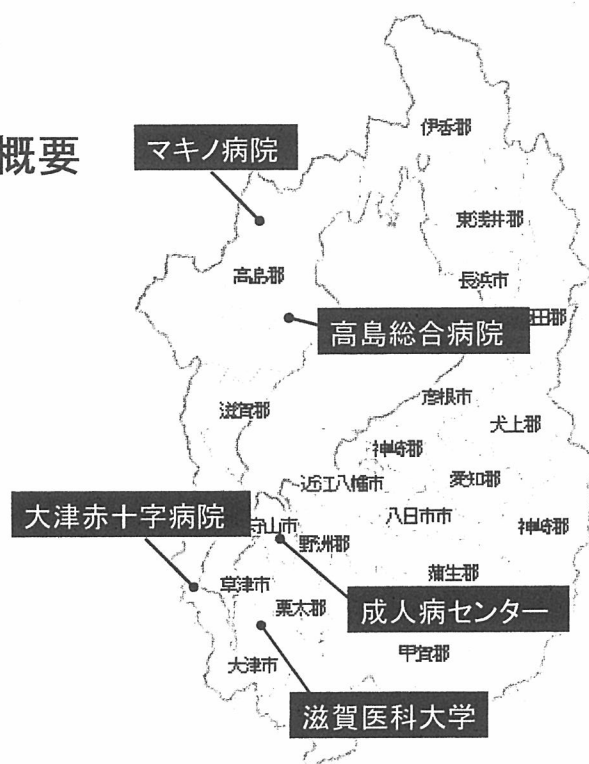 概要
マキノ病院
伊香郡
東浅井郡
高島郡
長浜市
高島総合病院
田郡
滋賀郡
彦根市
犬上郡
神崎郡
近江八幡市
愛知郡
大津赤十字病院
守山市
野洲郡
八日市市
神崎郡
草津市
栗太郡
蒲生郡
成人病センター
大津市
甲賀郡
滋賀医科大学